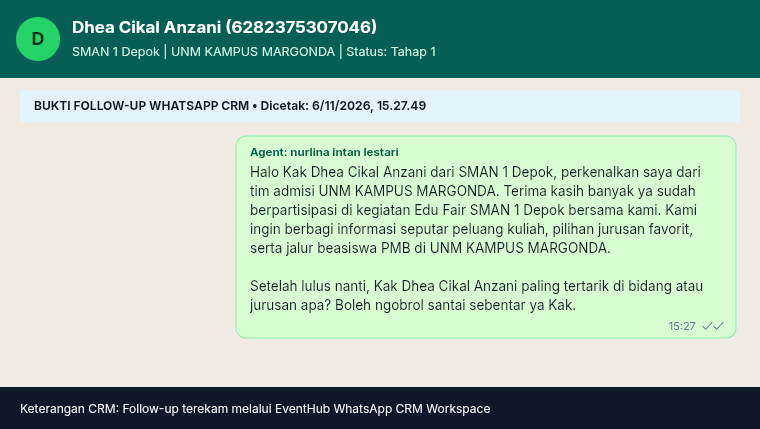 D
Dhea Cikal Anzani (6282375307046)
SMAN 1 Depok | UNM KAMPUS MARGONDA | Status: Tahap 1
BUKTI FOLLOW-UP WHATSAPP CRM • Dicetak: 6/11/2026, 15.27.49
Agent: nurlina intan lestari
Halo Kak Dhea Cikal Anzani dari SMAN 1 Depok, perkenalkan saya dari
tim admisi UNM KAMPUS MARGONDA. Terima kasih banyak ya sudah
berpartisipasi di kegiatan Edu Fair SMAN 1 Depok bersama kami. Kami
ingin berbagi informasi seputar peluang kuliah, pilihan jurusan favorit,
serta jalur beasiswa PMB di UNM KAMPUS MARGONDA.
Setelah lulus nanti, Kak Dhea Cikal Anzani paling tertarik di bidang atau
jurusan apa? Boleh ngobrol santai sebentar ya Kak.
15:27
Keterangan CRM: Follow-up terekam melalui EventHub WhatsApp CRM Workspace